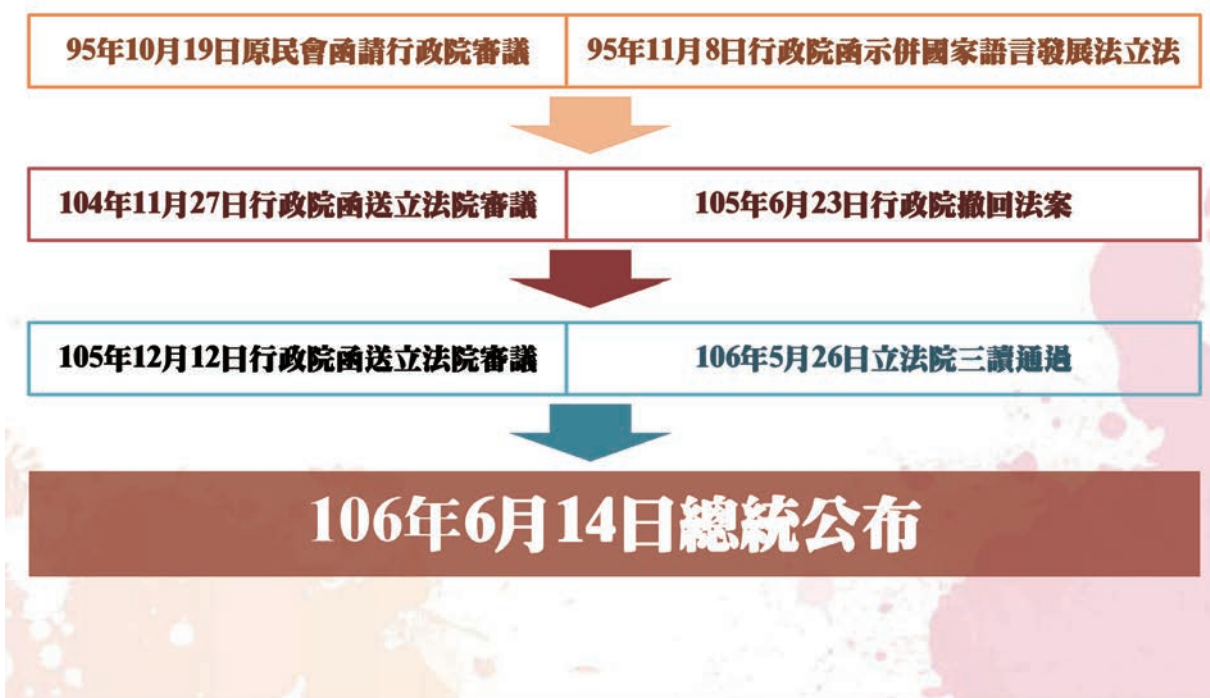 95年10月19日原民會函請行政院審議
95年11月8日行政院函示併國家語言發展法立法
104年11月27日行政院函送立法院審議
105年6月23日行政院撤回法案
105年12月12日行政院函送立法院審議
106年5月26日立法院三讀通過
106年6月14日總統公布